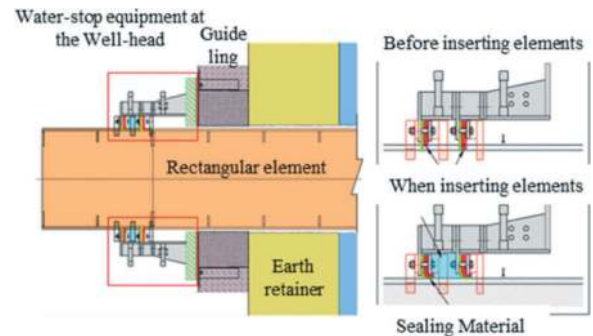 Water-stop equipment at
the Well-head
Guide
ling
Rectangular element
Earth
retainer
Before inserting elements
When inserting elements
Sealing Material